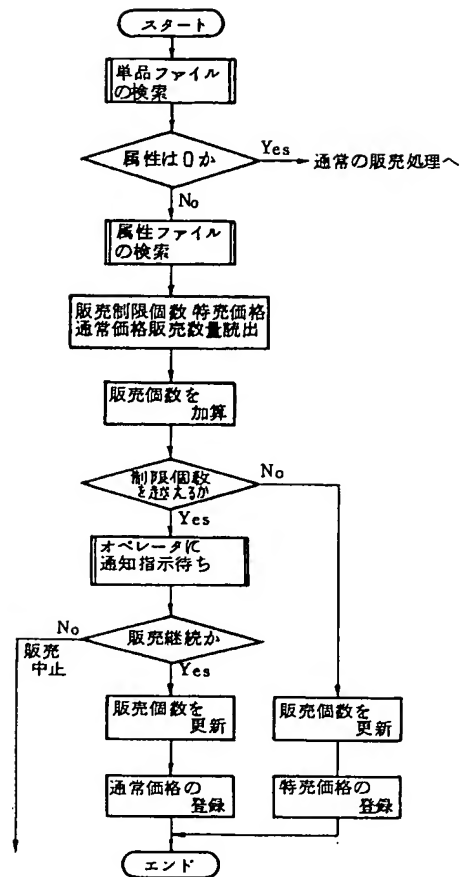 スタート
単品ファイル
の検索
属性は0か
Yes
通常の販売処理へ
No
属性ファイル
の検索
販売制限個数 特売価格
通常価格販売数量読出
販売個数を
加算
制限個数
を越えるか
No
Yes
オペレータに
通知指示待ち
No
販売継続か
販売
中止
Yes
販売個数を
更新
販売個数を
更新
通常価格の
登録
特売価格の
登録
エンド